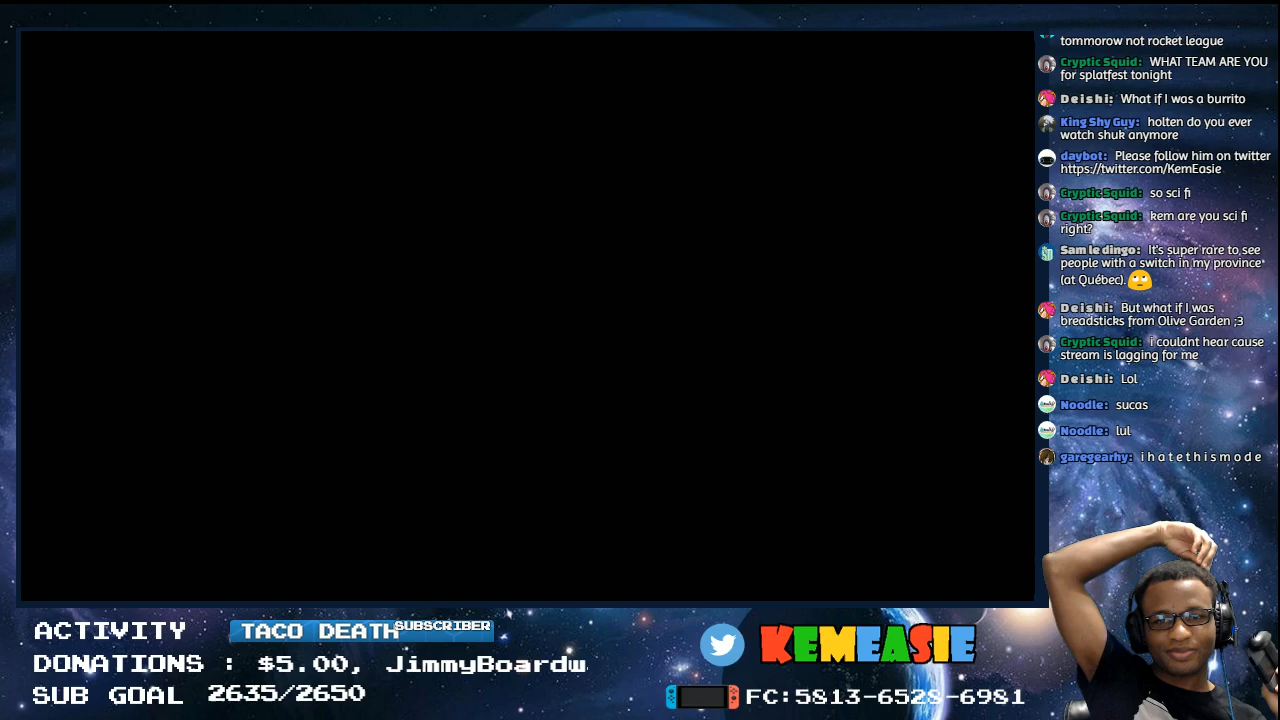 tommorow not rocket league
Cryptic Squid: WHAT TEAM ARE YOU
for splatfest tonight
Deishi: What if I was a burrito
King Shy Guy: holten do you ever
watch shuk anymore
daybot: Please follow him on twitter
https://twitter.com/KemEasie
Cryptic Squid: so sci fi
Cryptic Squid: kem are you sci fi
right?
Sam le dingo: It's super rare to see
people with a switch in my province
(at Québec).
Deishi: But what if I was
breadsticks from Olive Garden ;3
Cryptic Squid: i couldnt hear cause
stream is lagging for me
Deishi: Lol
Noodle: sucas
Noodle: lul
garegearhy: i h a t e t h i s m o d e
ACTIVITY TACO DEATH SUBSCRIBER
DONATIONS : $5.00, JimmyBoardw
SUB GOAL 2635/2650
KEMEASIE
FC:5813-6528-6981